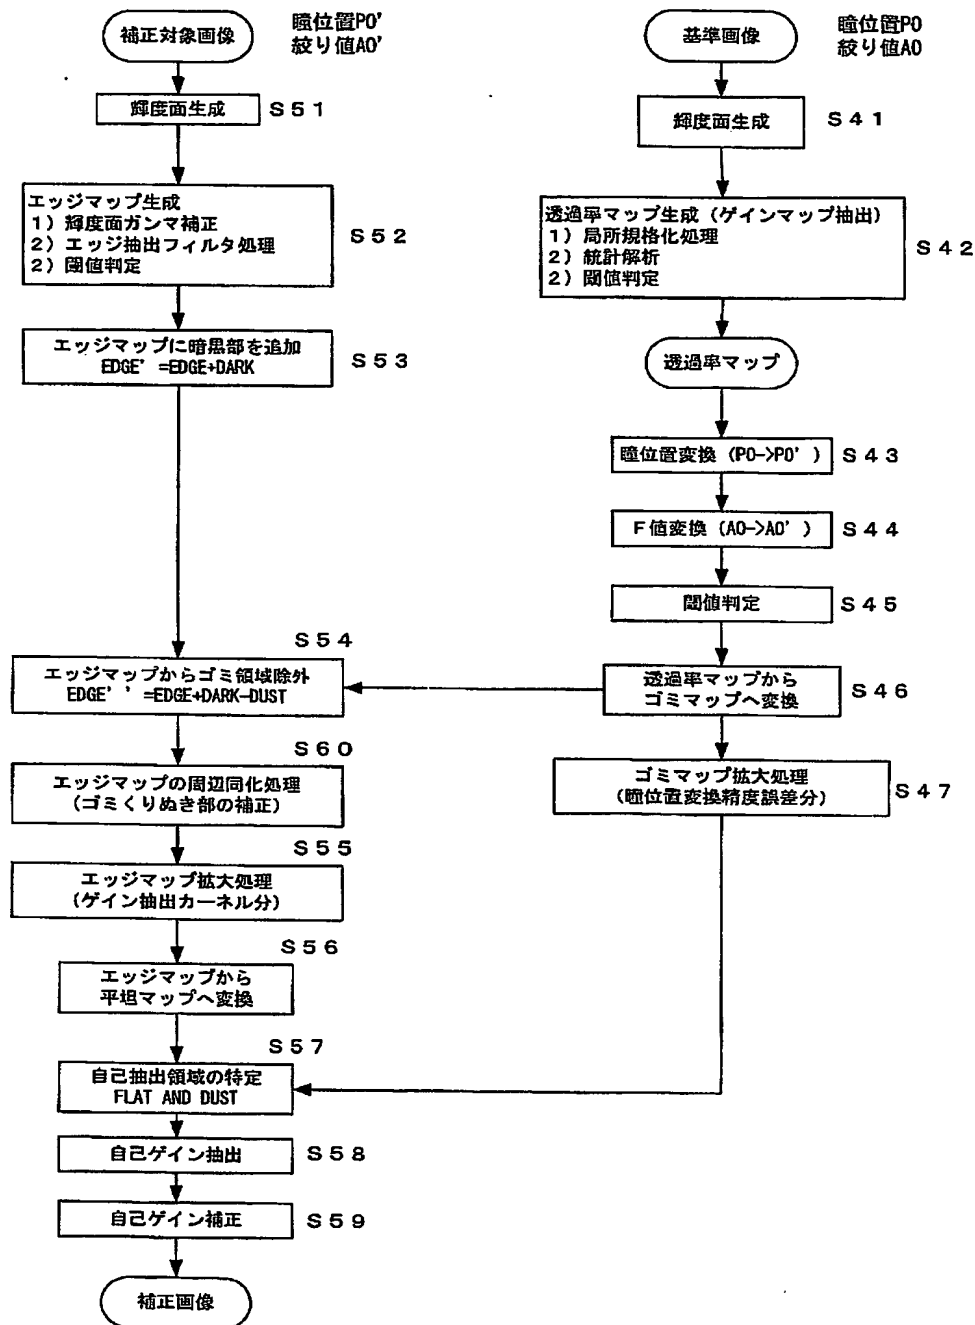 補正対象画像
瞳位置PO'
絞り値AO'
輝度面生成
S51
エッジマップ生成
1) 輝度面ガンマ補正
2) エッジ抽出フィルタ処理
2) 閾値判定
S52
エッジマップに暗黒部を追加
EDGE' =EDGE+DARK
S53
S54
エッジマップからゴミ領域除外
EDGE'' =EDGE+DARK-DUST
S60
エッジマップの周辺同化処理
(ゴミくりぬき部の補正)
S55
エッジマップ拡大処理
(ゲイン抽出カーネル分)
S56
エッジマップから
平坦マップへ変換
S57
自己抽出領域の特定
FLAT AND DUST
自己ゲイン抽出
S58
自己ゲイン補正
S59
補正画像
基準画像
瞳位置PO
絞り値AO
輝度面生成
S41
透過率マップ生成 (ゲインマップ抽出)
1) 局所規格化処理
2) 統計解析
2) 閾値判定
S42
透過率マップ
瞳位置変換 (PO->PO' )
S43
F値変換 (AO->AO' )
S44
閾値判定
S45
透過率マップから
ゴミマップへ変換
S46
ゴミマップ拡大処理
(瞳位置変換精度誤差分)
S47